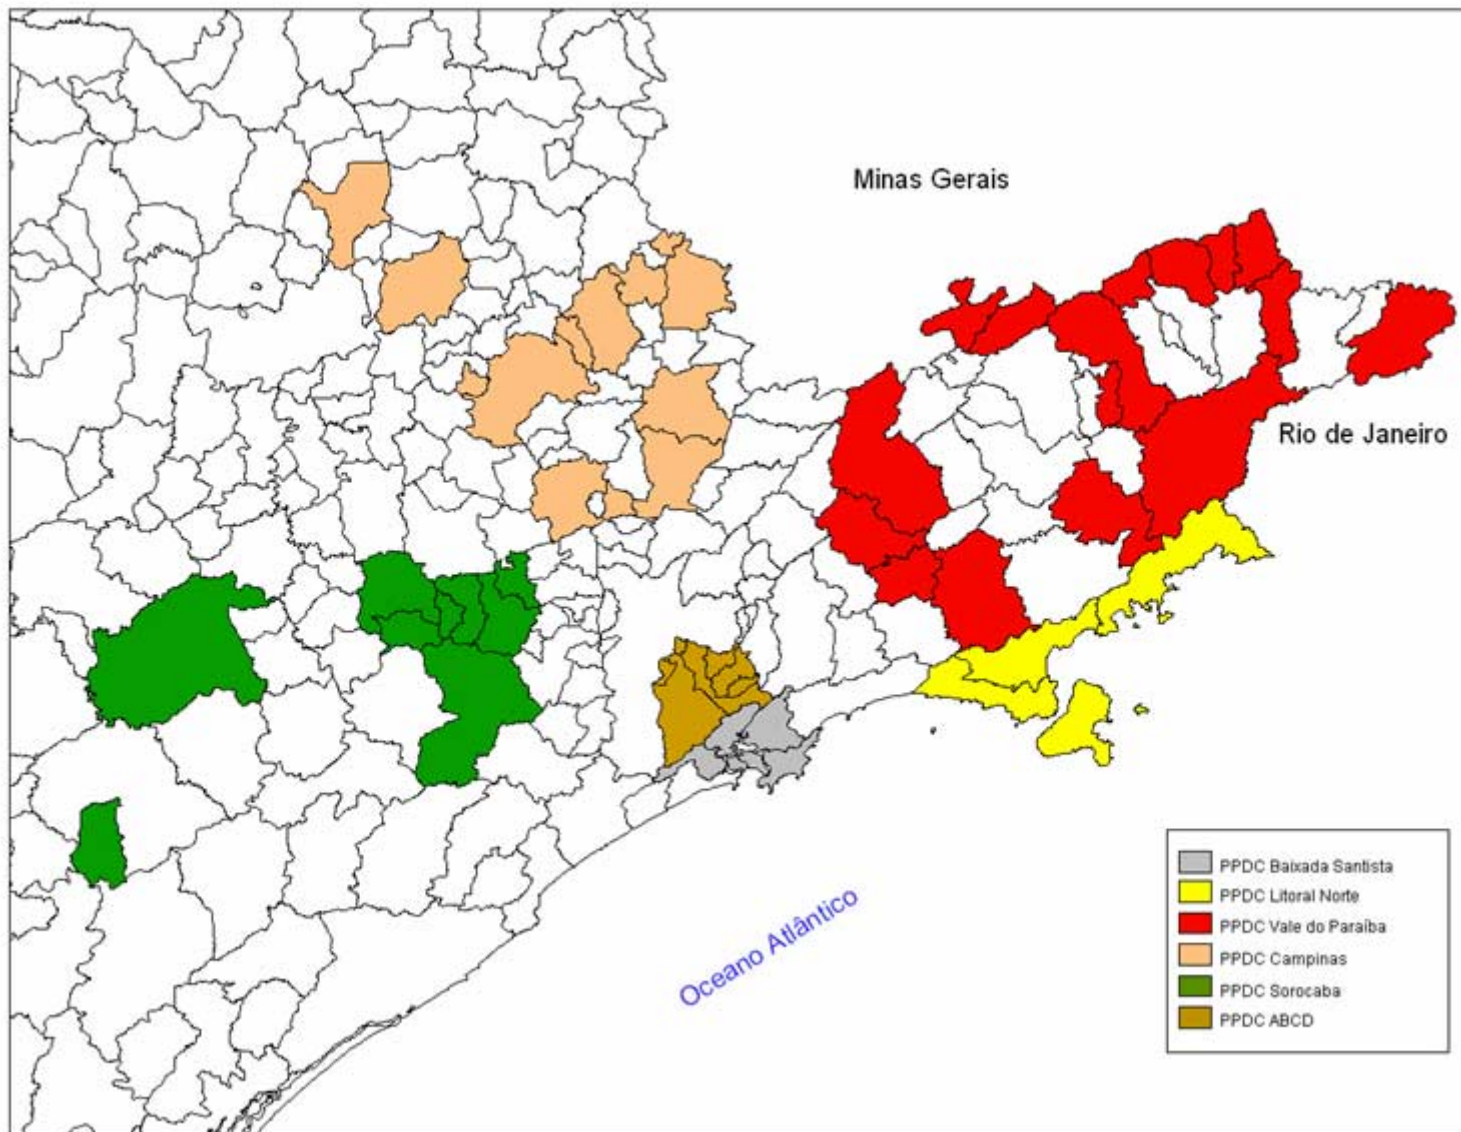 Minas Gerais
Rio de Janeiro
Oceano Atlântico
PPDC Baixada Santista
PPDC Litoral Norte
PPDC Vale do Paraíba
PPDC Campinas
PPDC Sorocaba
PPDC ABCD